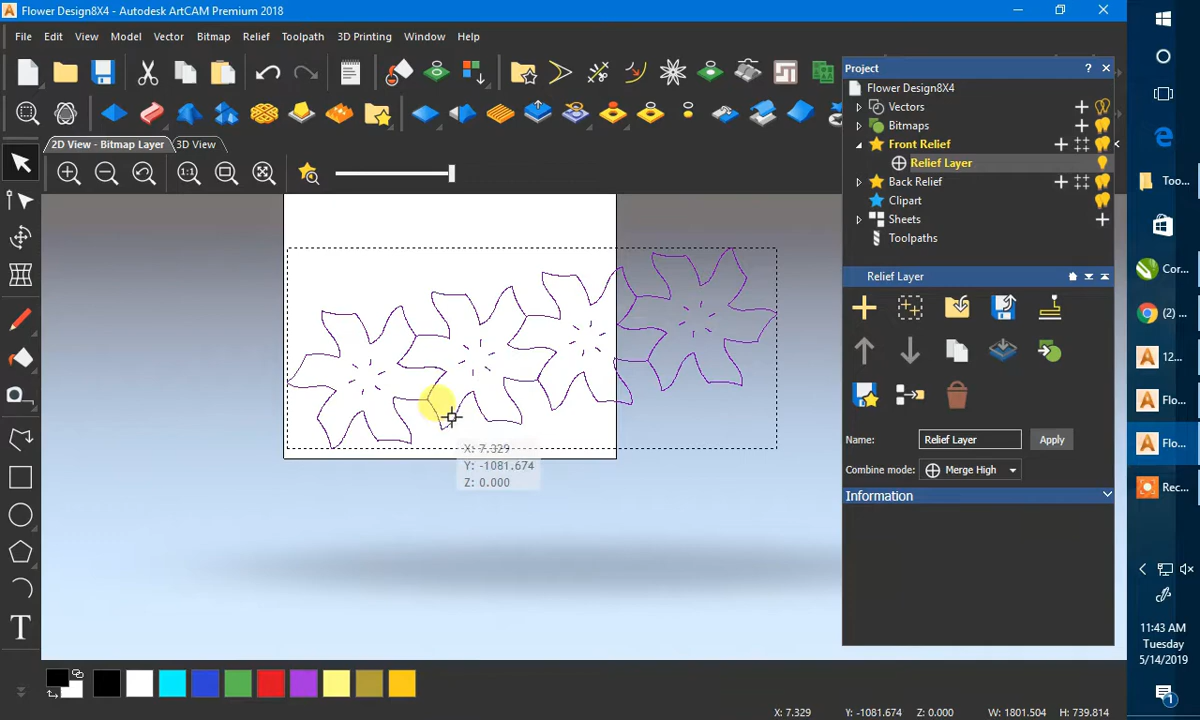 Flower Design8X4 - Autodesk ArtCAM Premium 2018
File Edit View Model Vector Bitmap Relief Toolpath 3D Printing Window Help
2D View - Bitmap Layer
3D View
1:1
X: 7.329
Y: -1081.674
Z: 0.000
T
Project
?
Flower Design8X4
Vectors
Bitmaps
Front Relief
Relief Layer
Back Relief
Clipart
Sheets
Toolpaths
Relief Layer
Name: Relief Layer Apply
Combine mode: Merge High
Information
Too...
Cor...
(12...
12...
Flo...
Flo...
Rec...
11:43 AM
Tuesday
5/14/2019
1
X: 7.329 Y: -1081.674 Z: 0.000 W: 1801.504 H: 739.814